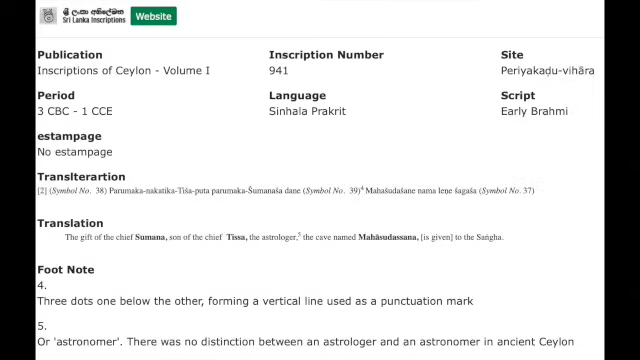 ශ්‍රී ලංකා අභිලේඛන
Sri Lanka Inscriptions
Website
Publication Inscription Number Site
Inscriptions of Ceylon - Volume I 941 Periyakaḍu-vihāra
Period Language Script
3 CBC - 1 CCE Sinhala Prakrit Early Brahmi
estampage
No estampage
Translterartion
[2] (Symbol No. 38) Parumaka-nakatika-Tiśa-puta parumaka-Śumanaśa dane (Symbol No. 39)4 Mahaśudaśane nama leṇe śagaśa (Symbol No. 37)
Translation
The gift of the chief Sumana, son of the chief Tissa, the astrologer,5 the cave named Mahāsudassana, [is given] to the Saṅgha.
Foot Note
4.
Three dots one below the other, forming a vertical line used as a punctuation mark
5.
Or 'astronomer'. There was no distinction between an astrologer and an astronomer in ancient Ceylon